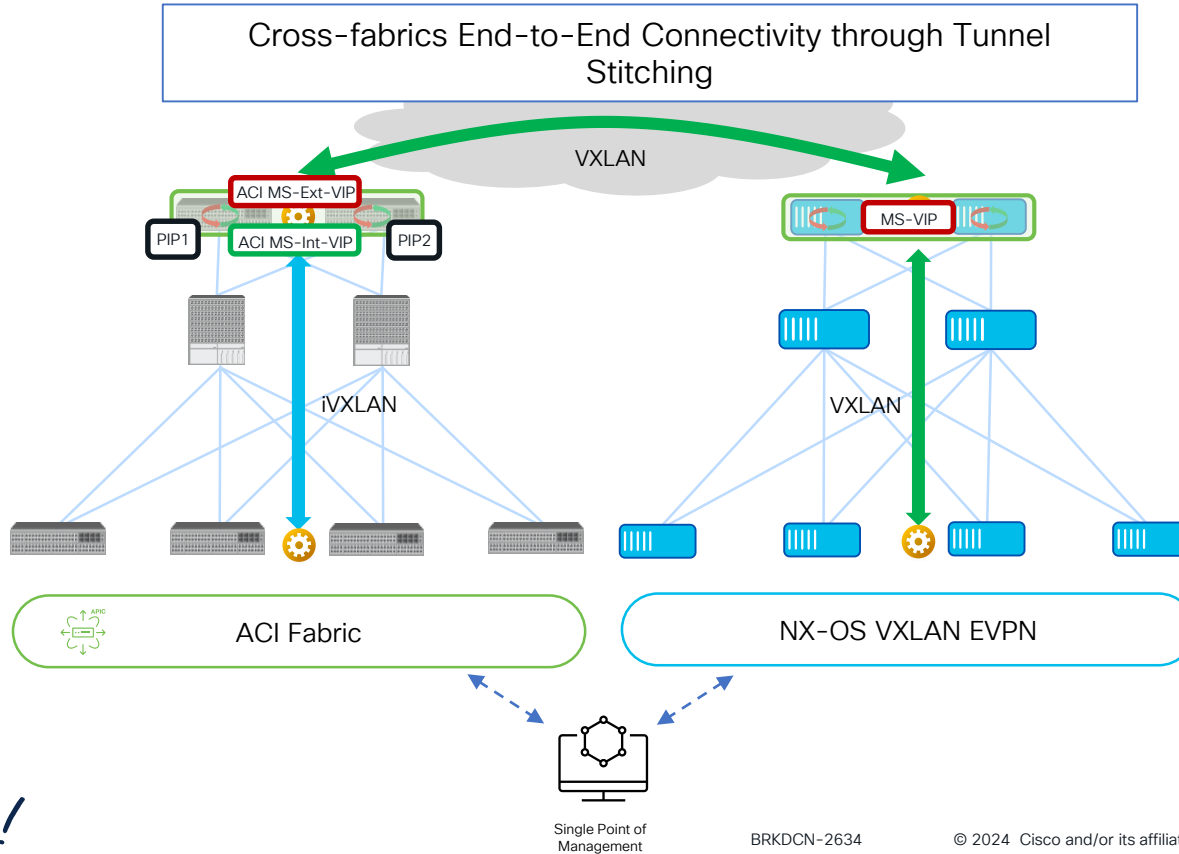 Cross-fabrics End-to-End Connectivity through Tunnel
Stitching
VXLAN
ACI MS-Ext-VIP
MS-VIP
PIP1
ACI MS-Int-VIP
PIP2
iVXLAN
VXLAN
APIC
ACI Fabric
NX-OS VXLAN EVPN
Single Point of
Management
BRKDCN-2634
© 2024 Cisco and/or its affiliat